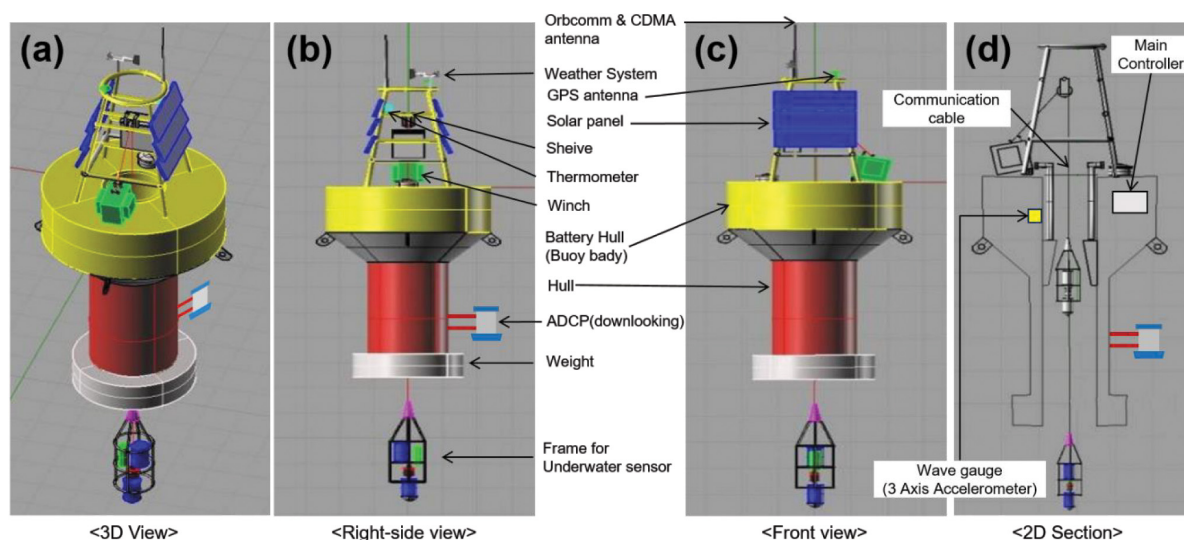 (a)
(b)
(c)
(d)
Orbcomm & CDMA
antenna
Weather System
GPS antenna
Solar panel
Sheive
Thermometer
Winch
Battery Hull
(Buoy bady)
Hull
ADCP(downlooking)
Weight
Frame for
Underwater sensor
Main
Controller
Communication
cable
Wave gauge
(3 Axis Accelerometer)
<3D View>
<Right-side view>
<Front view>
<2D Section>